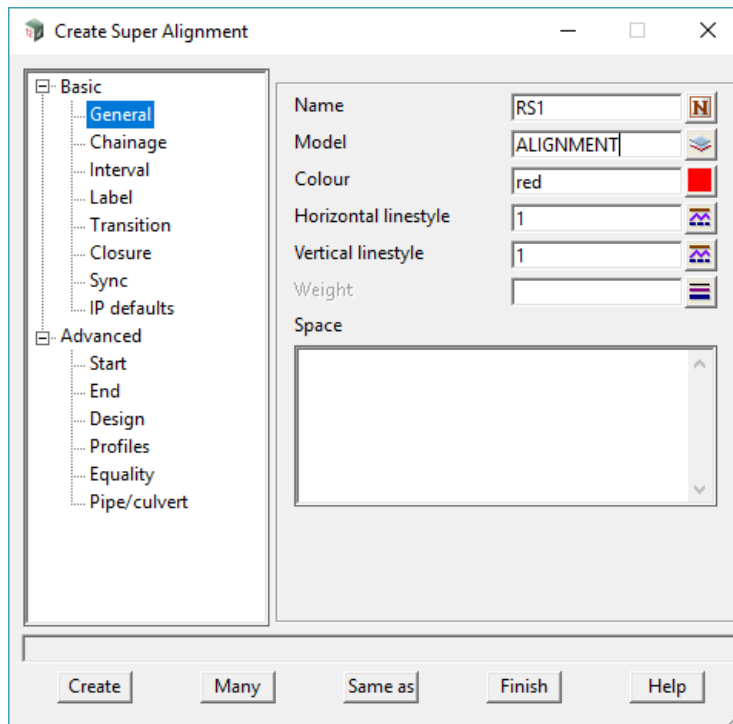 Create Super Alignment
Basic
General
Chainage
Interval
Label
Transition
Closure
Sync
IP defaults
Advanced
Start
End
Design
Profiles
Equality
Pipe/culvert
Name RS1 N
Model ALIGNMENT
Colour red
Horizontal linestyle 1
Vertical linestyle 1
Weight
Space
Create Many Same as Finish Help